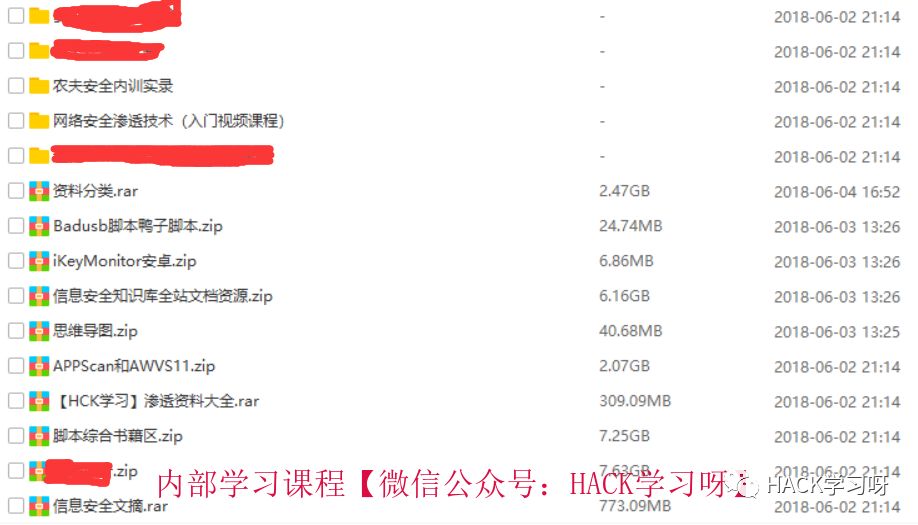 - 2018-06-02 21:14
- 2018-06-02 21:14
农夫安全内训实录 - 2018-06-02 21:14
网络安全渗透技术（入门视频课程） - 2018-06-02 21:14
- 2018-06-02 21:14
资料分类.rar 2.47GB 2018-06-04 16:52
Badusb脚本鸭子脚本.zip 24.74MB 2018-06-03 13:26
iKeyMonitor安卓.zip 6.86MB 2018-06-03 13:26
信息安全知识库全站文档资源.zip 6.16GB 2018-06-03 13:26
思维导图.zip 40.68MB 2018-06-03 13:25
APPScan和AWVS11.zip 2.07GB 2018-06-02 21:14
【HCK学习】渗透资料大全.rar 309.09MB 2018-06-02 21:14
脚本综合书藉区.zip 7.25GB 2018-06-02 21:14
.zip 7.63GB 2018-06-02 21:14
内部学习课程【微信公众号：HACK学习呀】
HACK学习呀
信息安全文摘.rar 773.09MB 2018-06-02 21:14